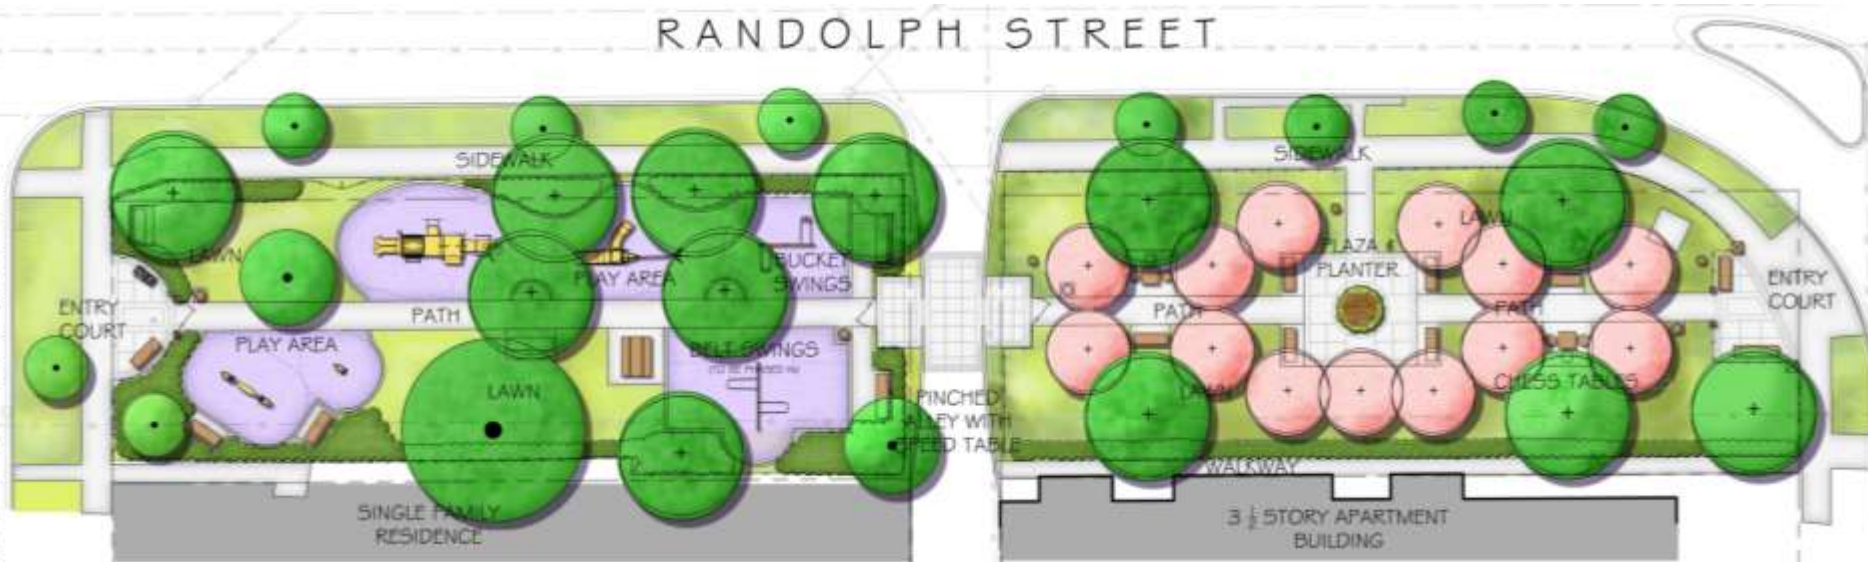 RANDOLPH STREET
SIDEWALK
SIDEWALK
LAWN
LAWN
PLAY AREA
BUCKET
SWINGS
PLAZA &
PLANTER
ENTRY
COURT
ENTRY
COURT
PATH
PATH
PATH
PLAY AREA
BELT SWINGS
LAWN
LAWN
CHESS TABLES
PINCHED
ALLEY WITH
SPEED TABLE
WALKWAY
SINGLE FAMILY
RESIDENCE
3 ½ STORY APARTMENT
BUILDING